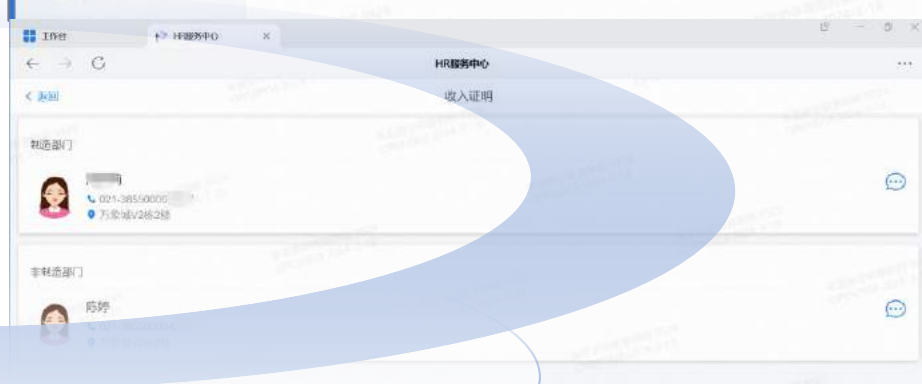 工作台
HR服务中心 ×
HR服务中心
返回
收入证明
制造部门
021-38550006
万象城V2栋2楼
非制造部门
陈婷